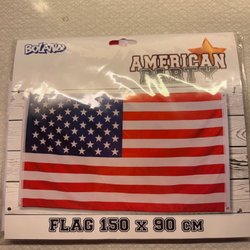 BOLAND
AMERICAN
PARTY
FLAG 150 x 90 CM